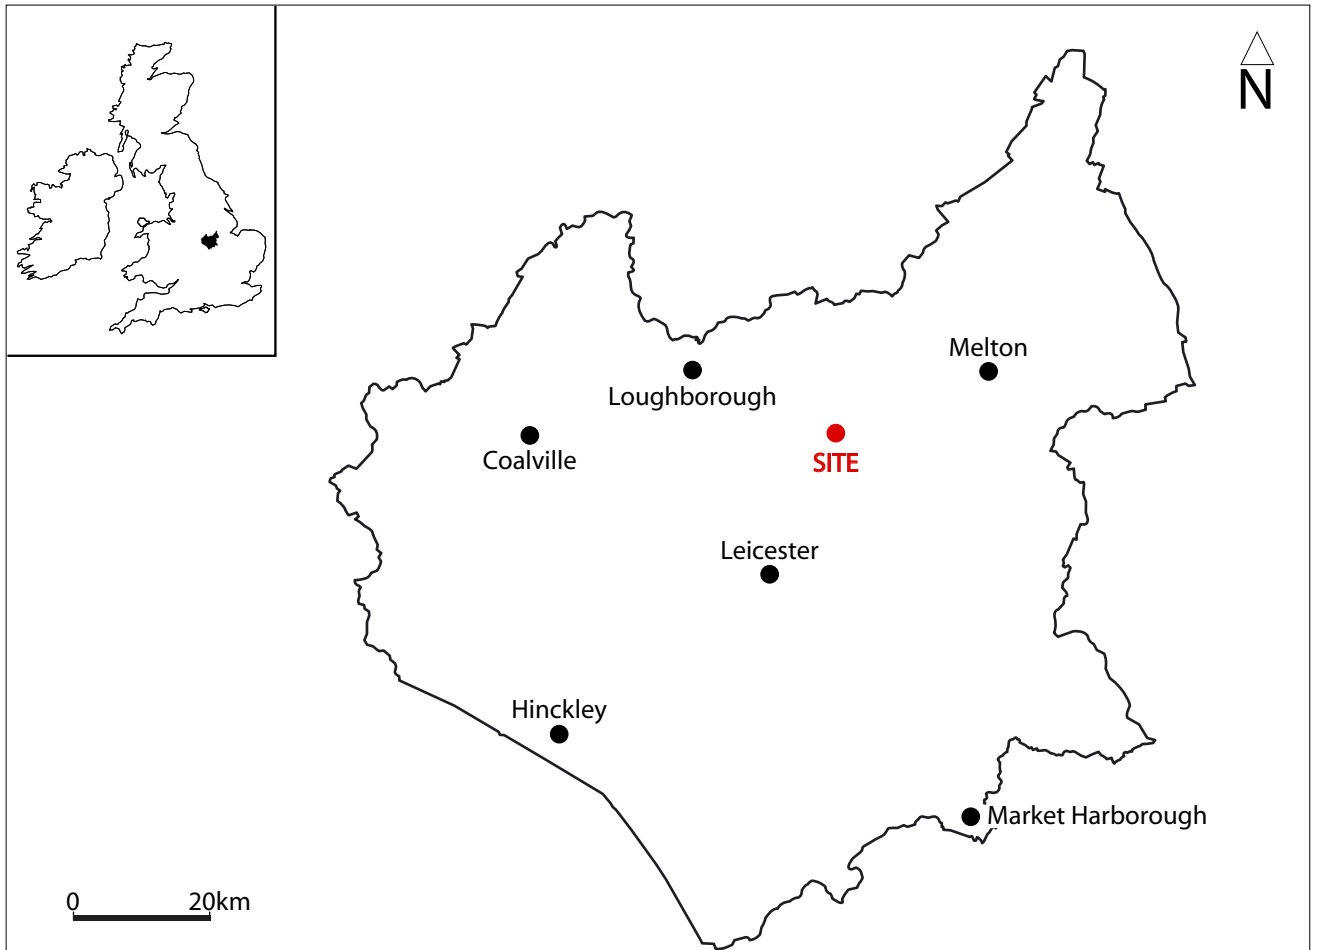 N
Melton
Loughborough
SITE
Coalville
Leicester
Hinckley
Market Harborough
0 20km